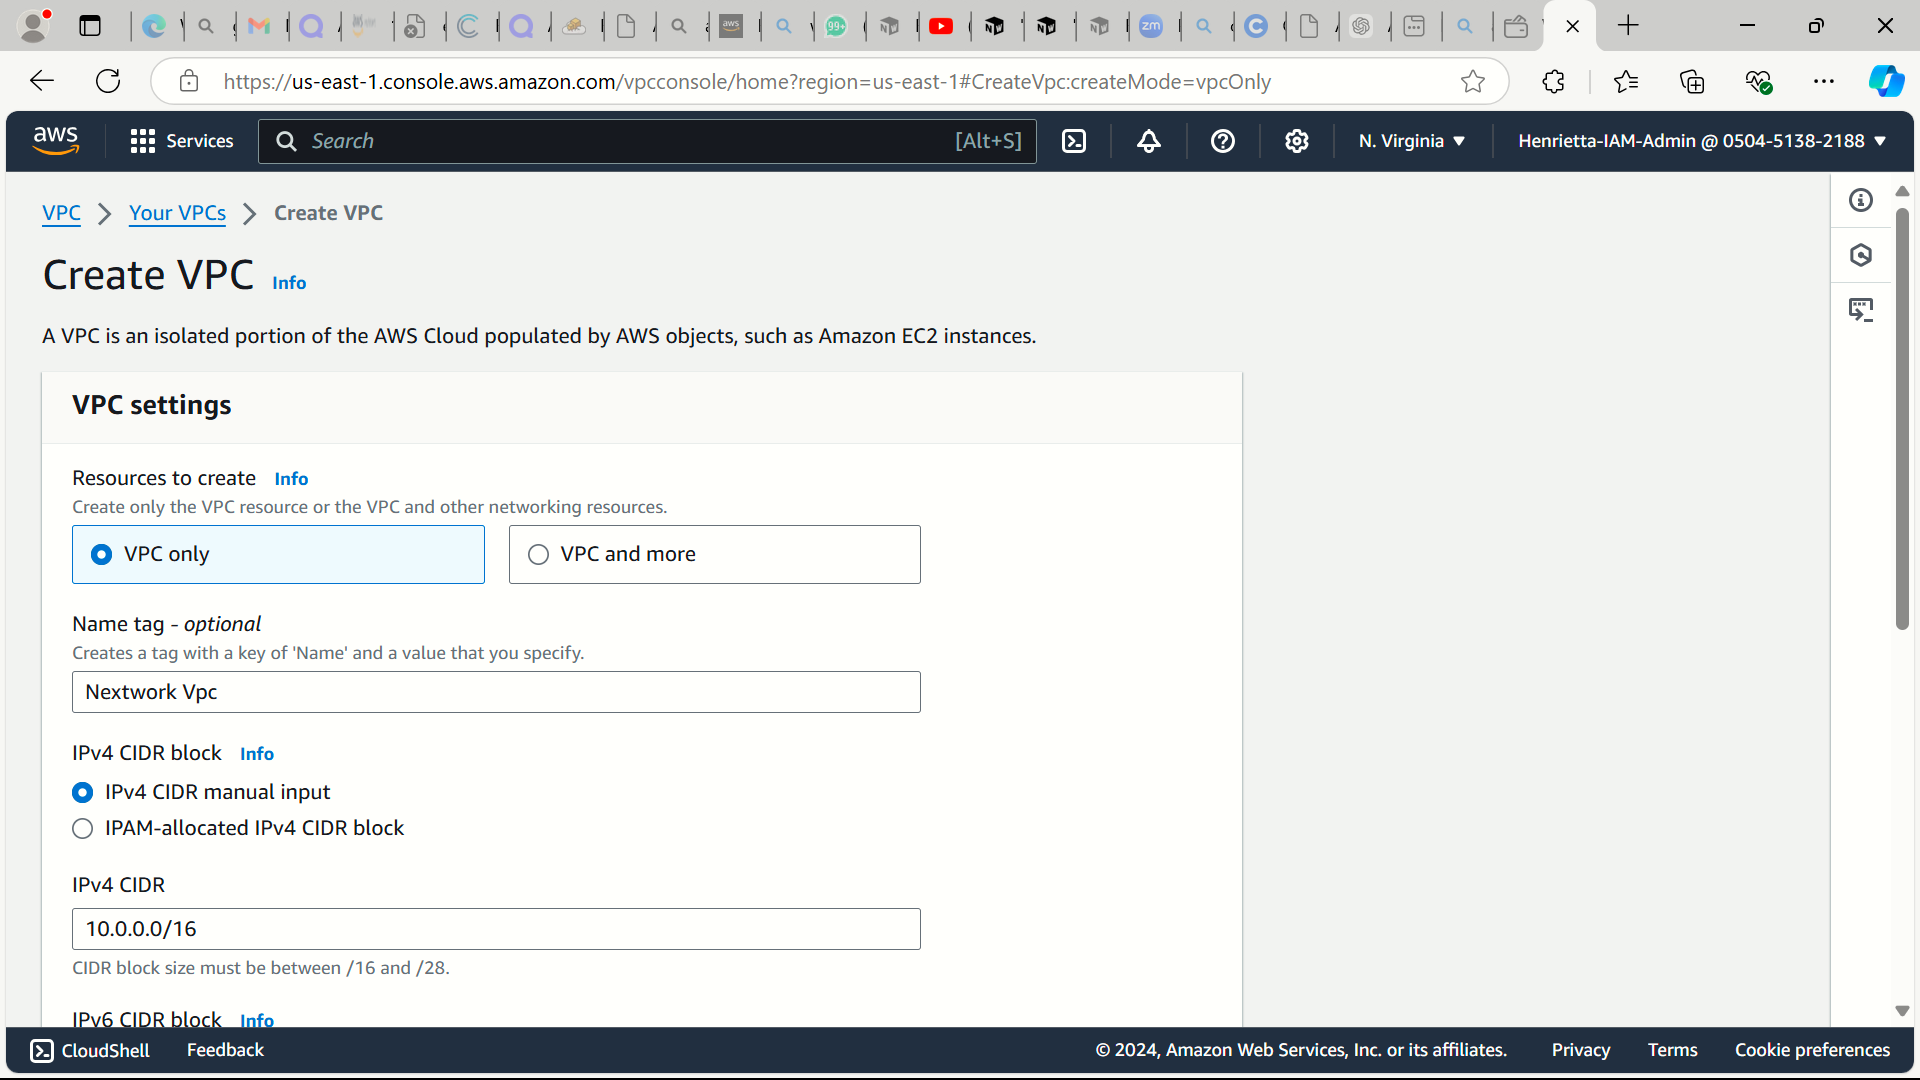 https://us-east-1.console.aws.amazon.com/vpcconsole/home?region=us-east-1#CreateVpc:createMode=vpcOnly
aws Services Search [Alt+S] N. Virginia Henrietta-IAM-Admin @ 0504-5138-2188
VPC Your VPCs Create VPC
Create VPC Info
A VPC is an isolated portion of the AWS Cloud populated by AWS objects, such as Amazon EC2 instances.
VPC settings
Resources to create Info
Create only the VPC resource or the VPC and other networking resources.
VPC only VPC and more
Name tag - optional
Creates a tag with a key of 'Name' and a value that you specify.
Nextwork Vpc
IPv4 CIDR block Info
IPv4 CIDR manual input
IPAM-allocated IPv4 CIDR block
IPv4 CIDR
10.0.0.0/16
CIDR block size must be between /16 and /28.
IPv6 CIDR block Info
CloudShell Feedback © 2024, Amazon Web Services, Inc. or its affiliates. Privacy Terms Cookie preferences